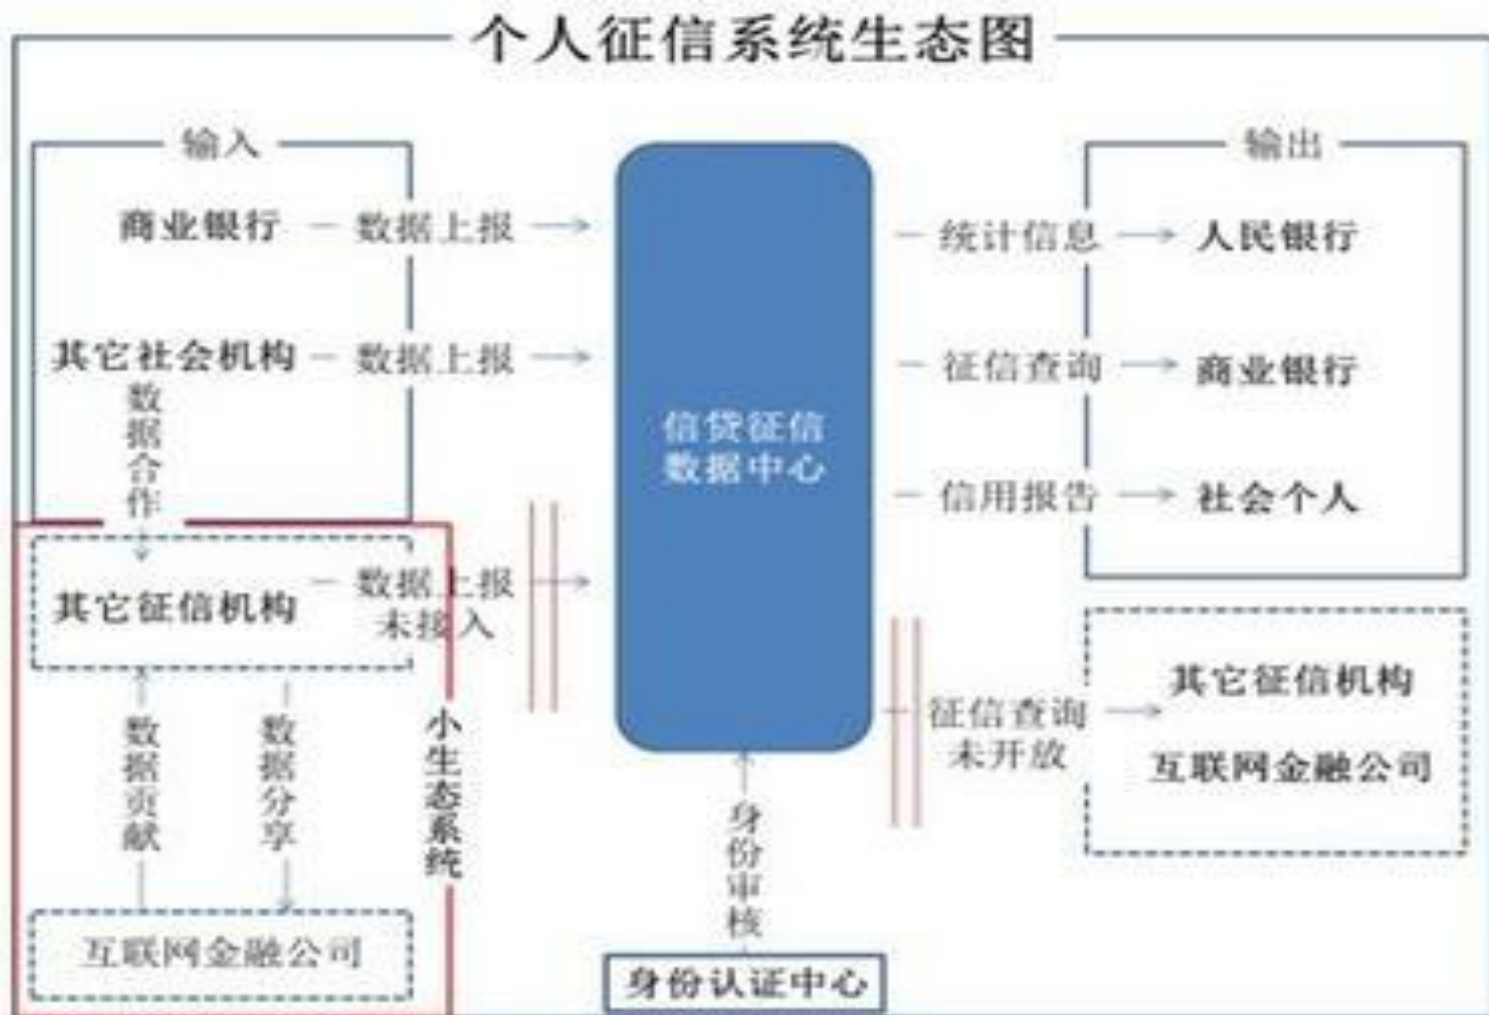 个人征信系统生态图
输入
输出
商业银行
数据上报
统计信息
人民银行
其它社会机构
数据上报
征信查询
商业银行
数据合作
信贷征信
数据中心
信用报告
社会个人
其它征信机构
数据上报
未接入
其它征信机构
征信查询
未开放
互联网金融公司
数据贡献
数据分享
小生态系统
身份审核
互联网金融公司
身份认证中心